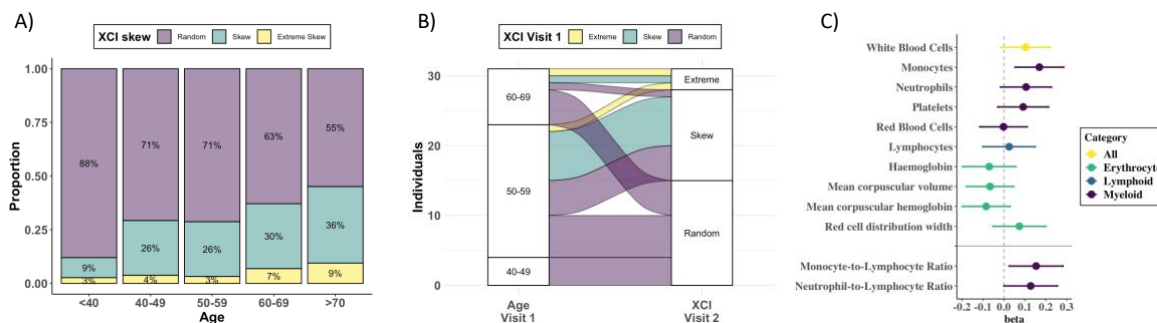 A)
XCI skew Random Skew Extreme Skew
Proportion
1.00
0.75
0.50
0.25
0.00
88%
9%
3%
71%
26%
4%
71%
26%
3%
63%
30%
7%
55%
36%
9%
<40 40-49 50-59 60-69 >70
Age
B)
XCI Visit 1 Extreme Skew Random
Individuals
30
20
10
0
60-69
50-59
40-49
Extreme
Skew
Random
Age
Visit 1
XCI
Visit 2
C)
White Blood Cells
Monocytes
Neutrophils
Platelets
Red Blood Cells
Lymphocytes
Haemoglobin
Mean corpuscular volume
Mean corpuscular hemoglobin
Red cell distribution width
Monocyte-to-Lymphocyte Ratio
Neutrophil-to-Lymphocyte Ratio
-0.2 -0.1 0.0 0.1 0.2 0.3
beta
Category
All
Erythrocyte
Lymphoid
Myeloid